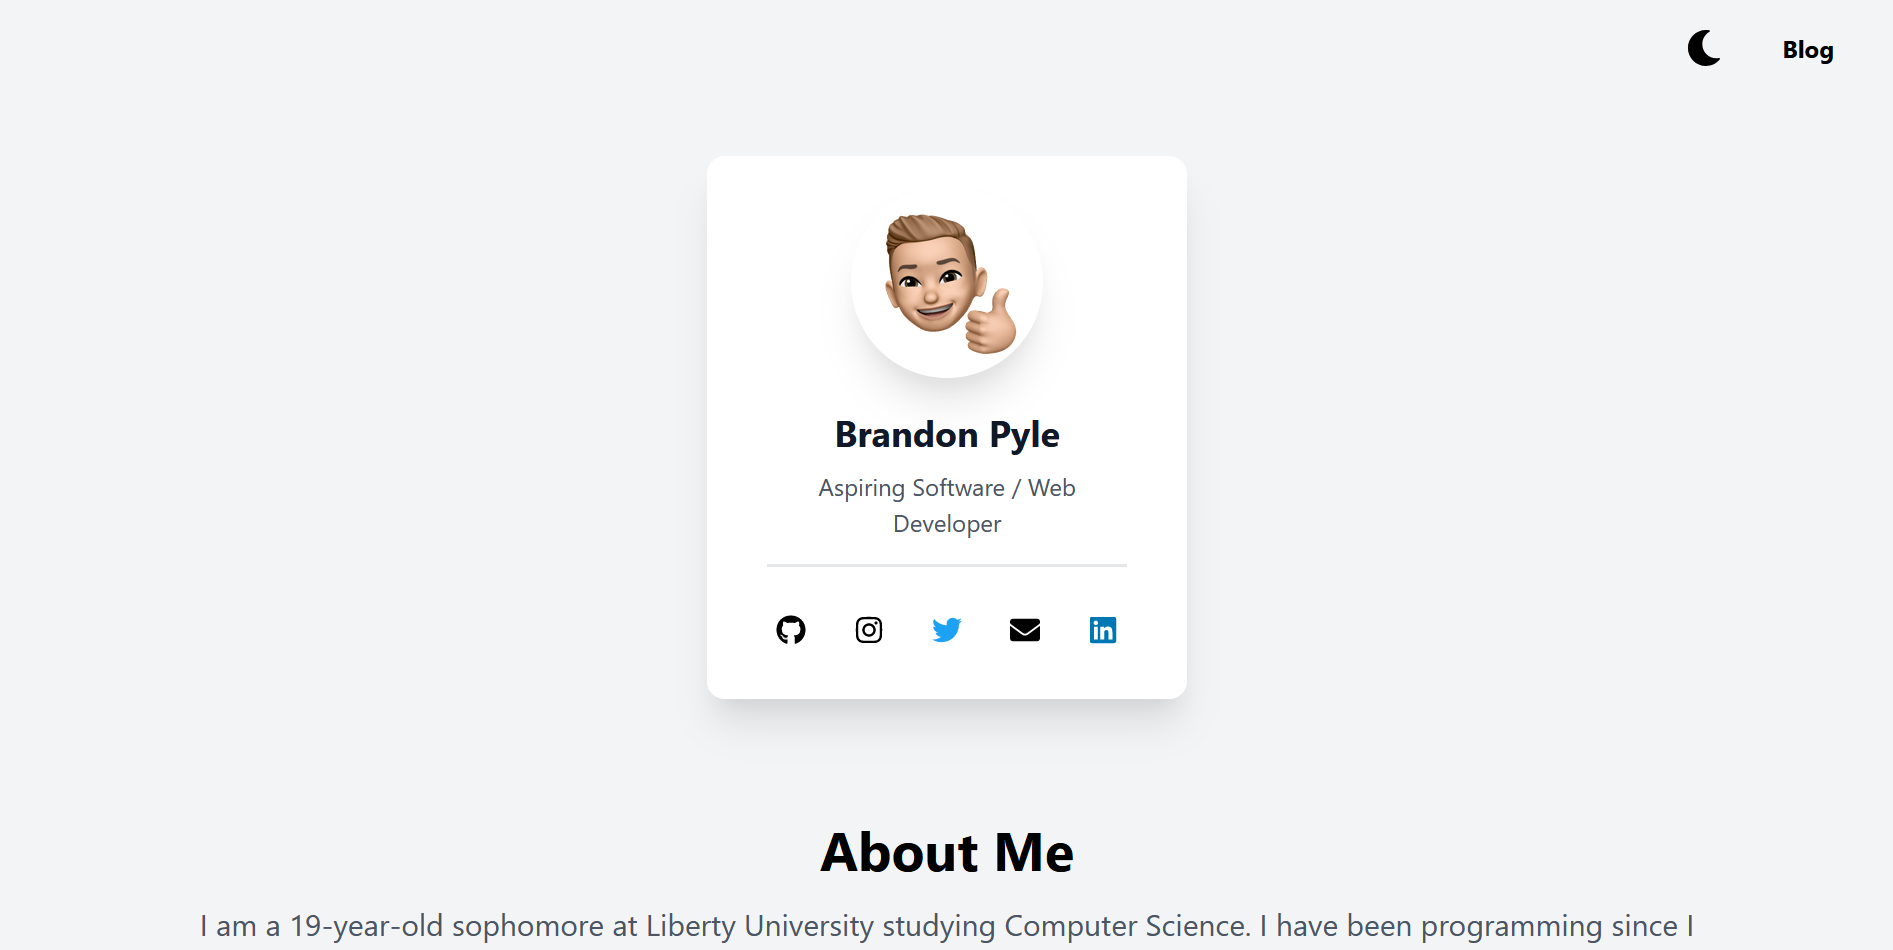 Blog
Brandon Pyle
Aspiring Software / Web
Developer
About Me
I am a 19-year-old sophomore at Liberty University studying Computer Science. I have been programming since I